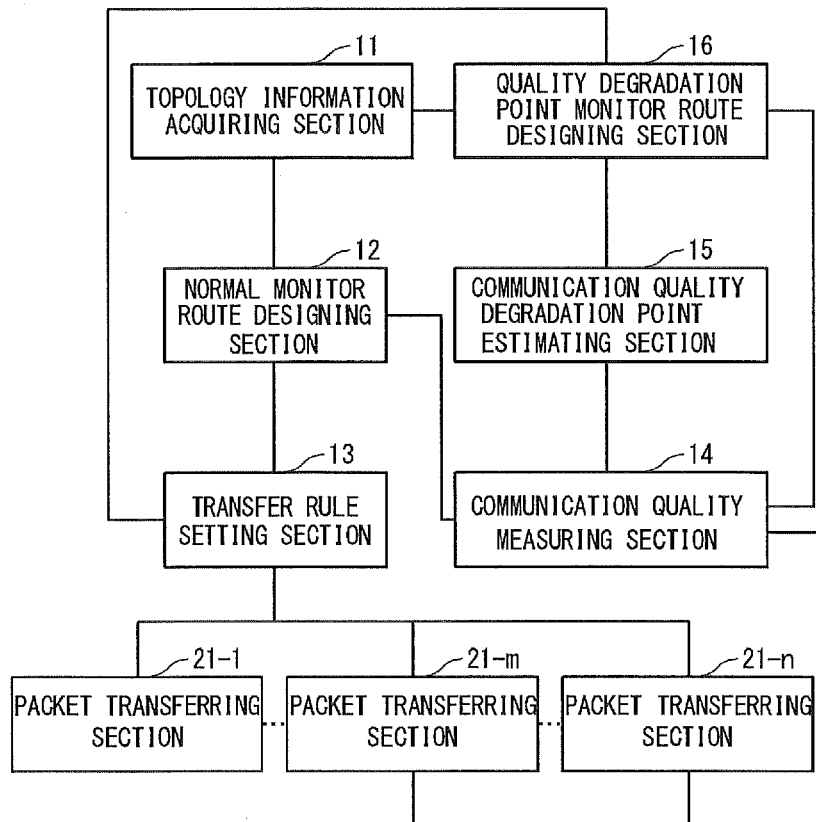 11
TOPOLOGY INFORMATION
ACQUIRING SECTION
16
QUALITY DEGRADATION
POINT MONITOR ROUTE
DESIGNING SECTION
12
NORMAL MONITOR
ROUTE DESIGNING
SECTION
15
COMMUNICATION QUALITY
DEGRADATION POINT
ESTIMATING SECTION
13
TRANSFER RULE
SETTING SECTION
14
COMMUNICATION QUALITY
MEASURING SECTION
21-1
PACKET TRANSFERRING
SECTION
21-m
PACKET TRANSFERRING
SECTION
21-n
PACKET TRANSFERRING
SECTION